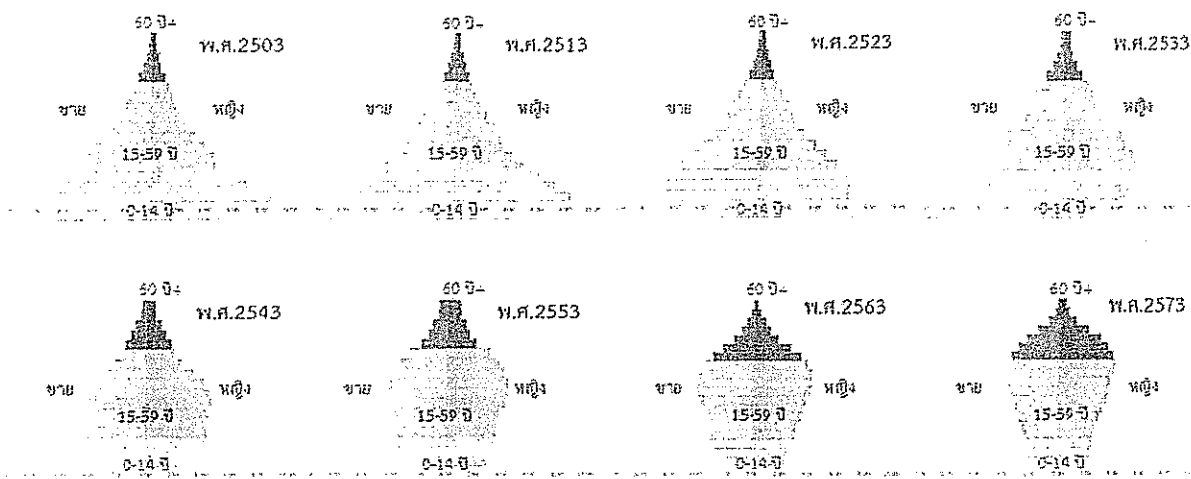 60 ปี+ 60 ปี+ 60 ปี+ 60 ปี+
พ.ศ.2503 พ.ศ.2513 พ.ศ.2523 พ.ศ.2533
ชาย หญิง ชาย หญิง ชาย หญิง ชาย หญิง
15-59 ปี 15-59 ปี 15-59 ปี 15-59 ปี
0-14 ปี 0-14 ปี 0-14 ปี 0-14 ปี
60 ปี+ 60 ปี+ 60 ปี+ 60 ปี+
พ.ศ.2543 พ.ศ.2553 พ.ศ.2563 พ.ศ.2573
ชาย หญิง ชาย หญิง ชาย หญิง ชาย หญิง
15-59 ปี 15-59 ปี 15-59 ปี 15-59 ปี
0-14 ปี 0-14 ปี 0-14 ปี 0-14 ปี